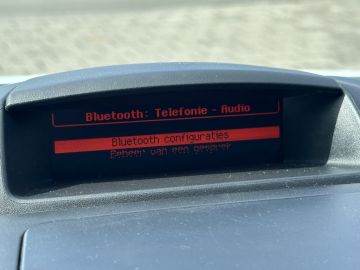 Bluetooth: Telefonie - Audio
Bluetooth configuraties
Beheer van een gesprek